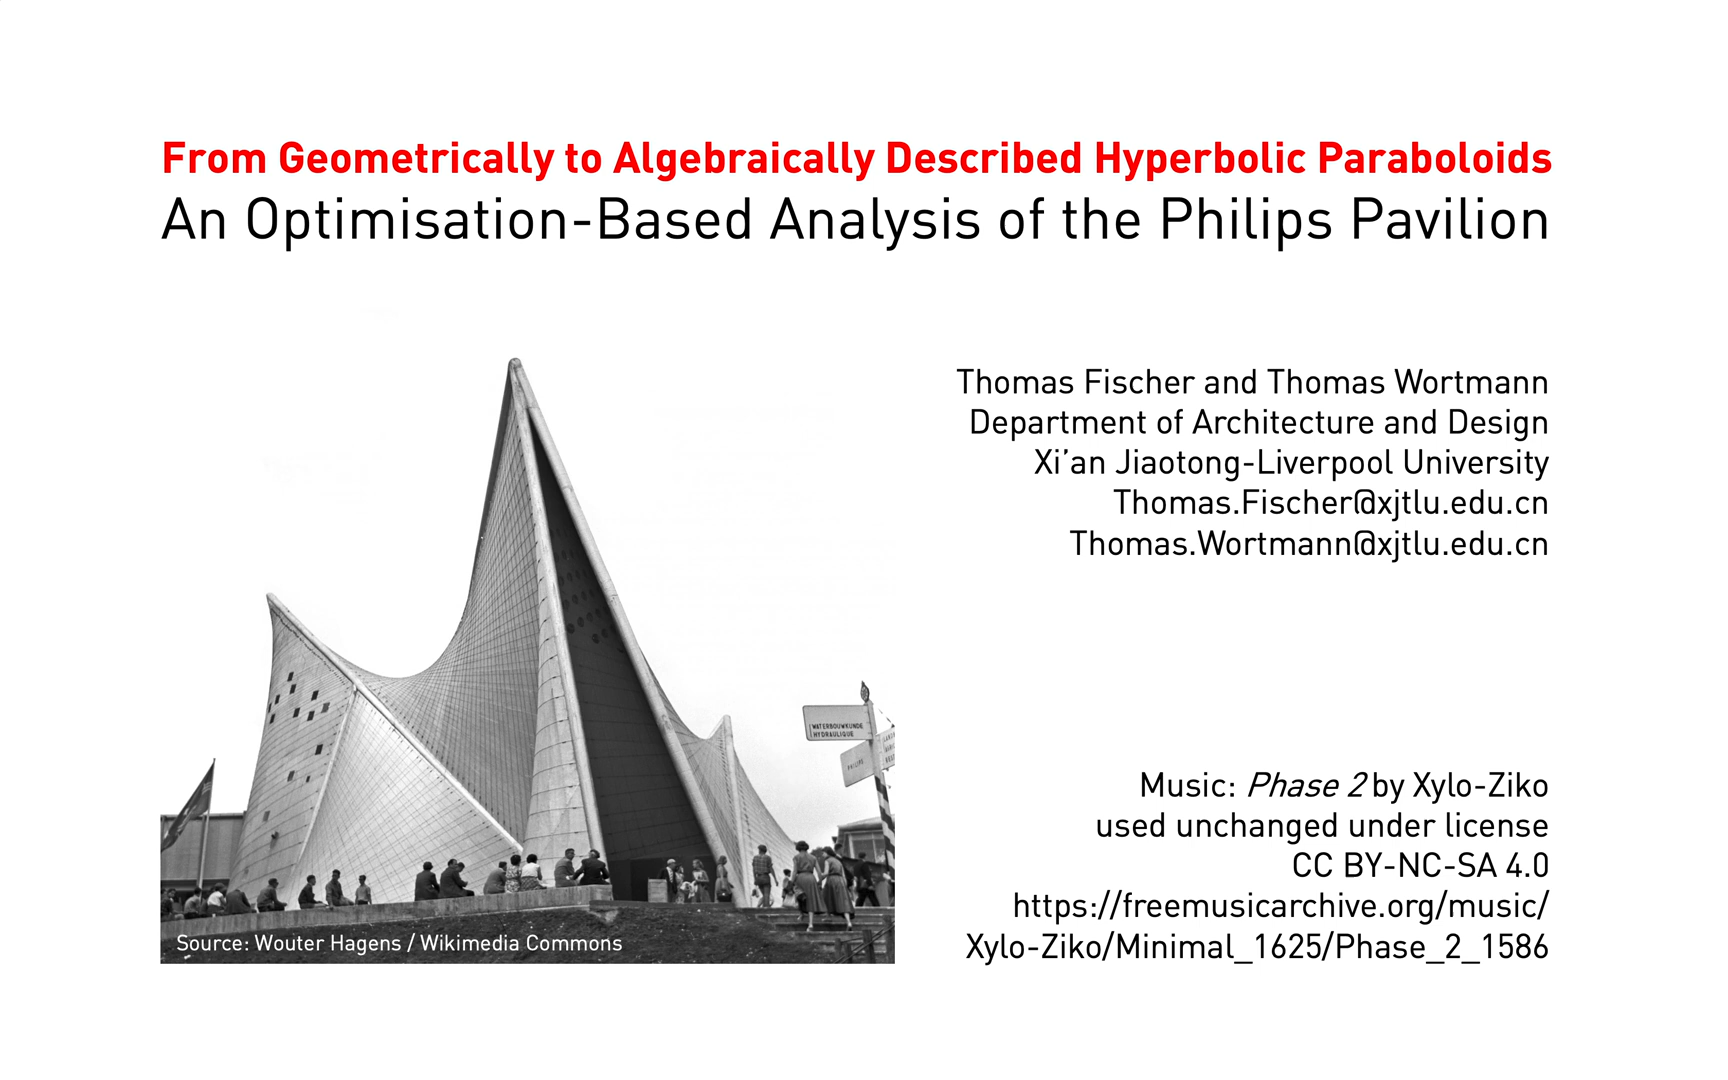 From Geometrically to Algebraically Described Hyperbolic Paraboloids
An Optimisation-Based Analysis of the Philips Pavilion
Thomas Fischer and Thomas Wortmann
Department of Architecture and Design
Xi’an Jiaotong-Liverpool University
Thomas.Fischer@xjtlu.edu.cn
Thomas.Wortmann@xjtlu.edu.cn
WATERBOUWKUNDE
HYDRAULIQUE
PHILIPS
Music: Phase 2 by Xylo-Ziko
used unchanged under license
CC BY-NC-SA 4.0
https://freemusicarchive.org/music/
Xylo-Ziko/Minimal_1625/Phase_2_1586
Source: Wouter Hagens / Wikimedia Commons